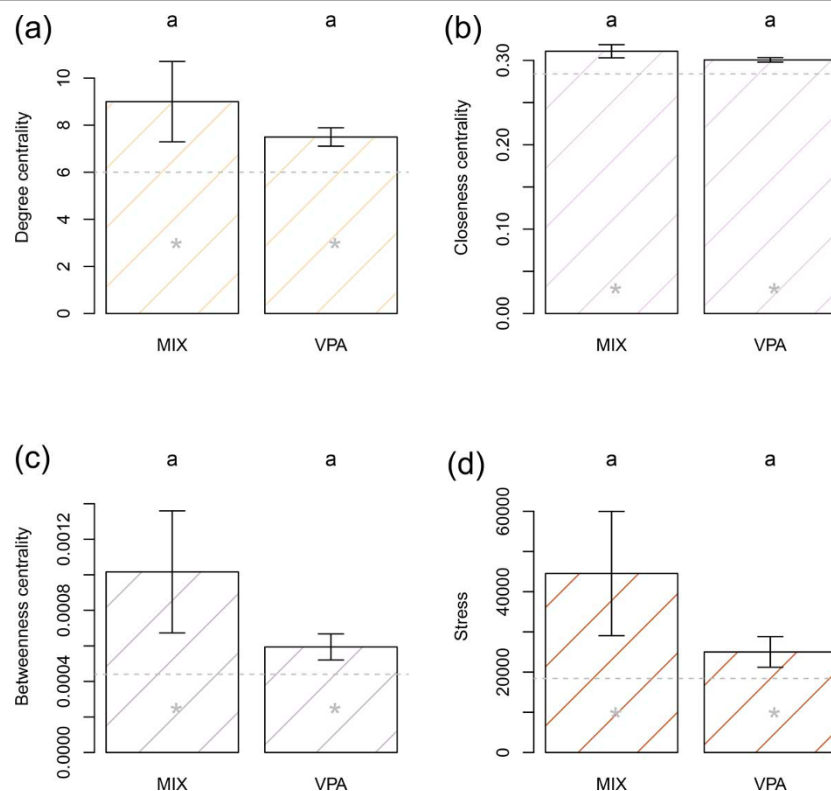 (a)
a a
Degree centrality
10
8
6
4
2
0
* *
MIX VPA
(b)
a a
Closeness centrality
0.30
0.20
0.10
0.00
* *
MIX VPA
(c)
a a
Betweenness centrality
0.0012
0.0008
0.0004
0.0000
* *
MIX VPA
(d)
a a
Stress
60000
40000
20000
0
* *
MIX VPA